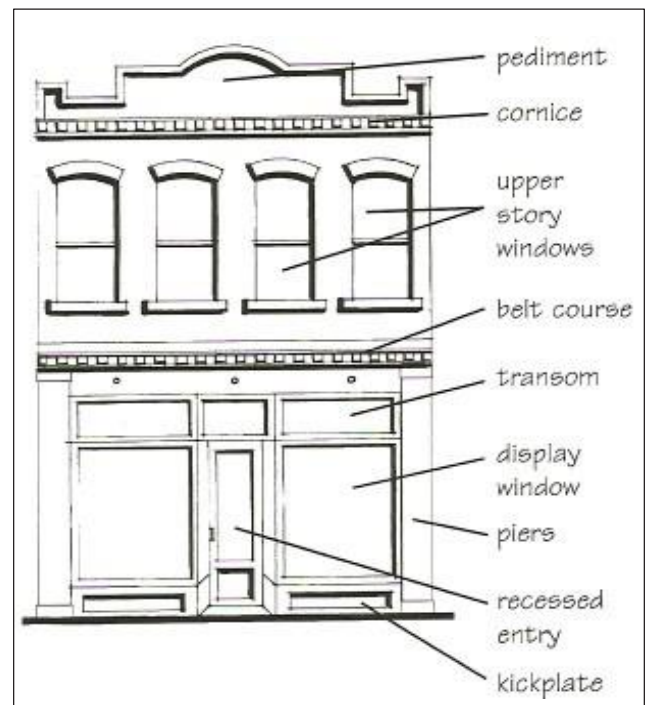 pediment
cornice
upper
story
windows
belt course
transom
display
window
piers
recessed
entry
kickplate